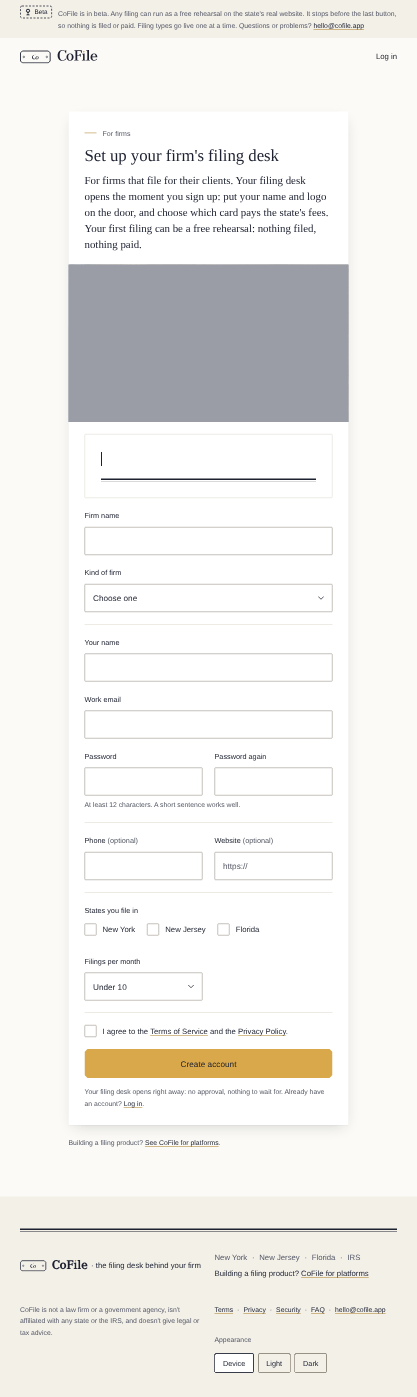 Beta
CoFile is in beta. Any filing can run as a free rehearsal on the state's real website. It stops before the last button,
so nothing is filed or paid. Filing types go live one at a time. Questions or problems? hello@cofile.app
Co CoFile
Log in
For firms
Set up your firm's filing desk
For firms that file for their clients. Your filing desk
opens the moment you sign up: put your name and logo
on the door, and choose which card pays the state's fees.
Your first filing can be a free rehearsal: nothing filed,
nothing paid.
Firm name
Kind of firm
Choose one
Your name
Work email
Password
Password again
At least 12 characters. A short sentence works well.
Phone (optional)
Website (optional)
https://
States you file in
New York
New Jersey
Florida
Filings per month
Under 10
I agree to the Terms of Service and the Privacy Policy.
Create account
Your filing desk opens right away: no approval, nothing to wait for. Already have
an account? Log in.
Building a filing product? See CoFile for platforms.
Co CoFile · the filing desk behind your firm
New York · New Jersey · Florida · IRS
Building a filing product? CoFile for platforms
CoFile is not a law firm or a government agency, isn't
affiliated with any state or the IRS, and doesn't give legal or
tax advice.
Terms · Privacy · Security · FAQ · hello@cofile.app
Appearance
Device
Light
Dark